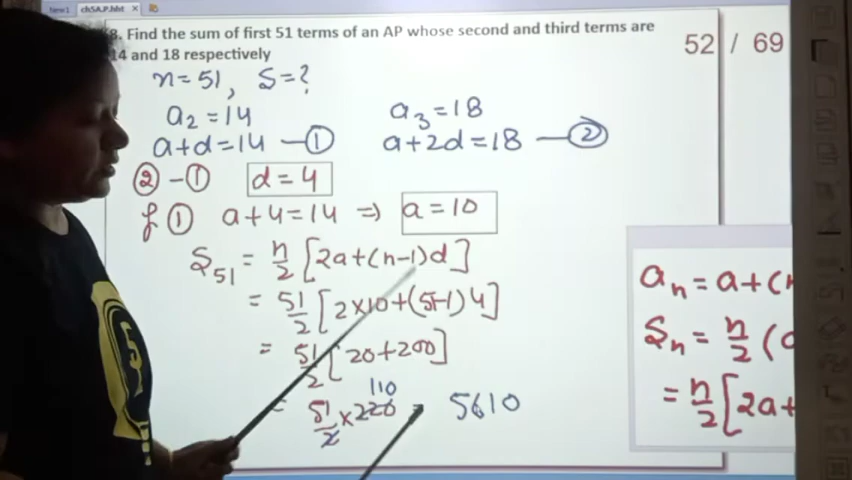 New1 ch5A.P.hht
8. Find the sum of first 51 terms of an AP whose second and third terms are
14 and 18 respectively
52 / 69
n=51, S=?
a₂=14 a₃=18
a+d=14 —① a+2d=18 —②
②-① d=4
f ① a+4=14 ⇒ a=10
S₅₁ = n/2 [2a+(n-1)d]
= 51/2 [2×10+(51-1)4]
= 51/2 [20+200]
110
= 51/2 × 220 = 5610
aₙ = a+(
Sₙ = n/2 (
= n/2 [2a+